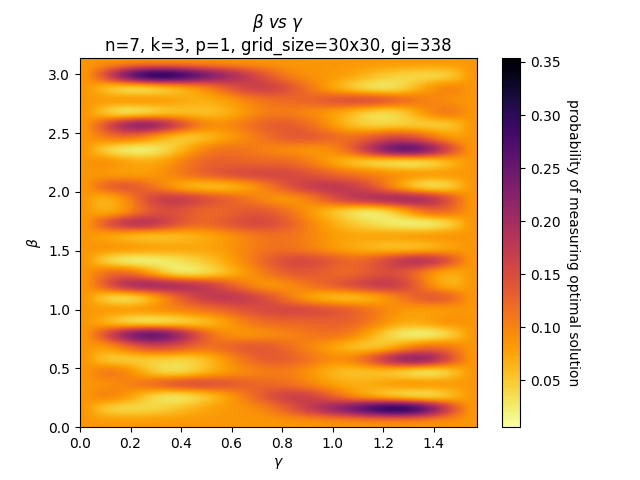 β vs γ
n=7, k=3, p=1, grid_size=30x30, gi=338
3.0
2.5
2.0
1.5
1.0
0.5
0.0
β
0.0 0.2 0.4 0.6 0.8 1.0 1.2 1.4
γ
0.35
0.30
0.25
0.20
0.15
0.10
0.05
probability of measuring optimal solution